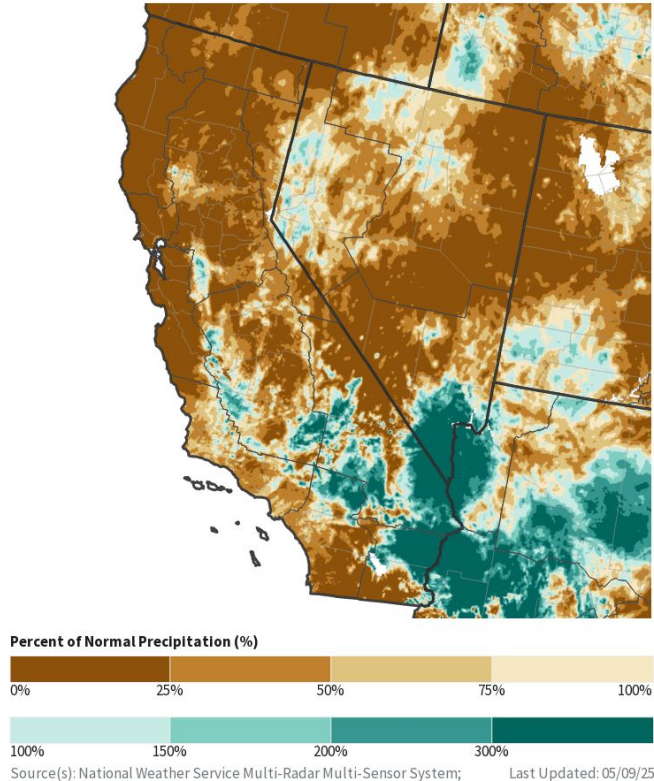 Percent of Normal Precipitation (%)
0% 25% 50% 75% 100%
100% 150% 200% 300%
Source(s): National Weather Service Multi-Radar Multi-Sensor System; Last Updated: 05/09/25